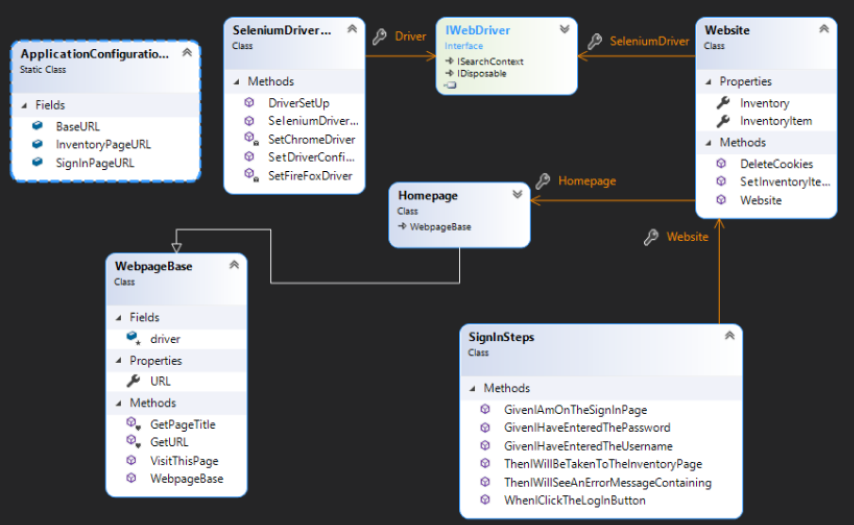 ApplicationConfiguratio...
Static Class
Fields
BaseURL
InventoryPageURL
SignInPageURL
SeleniumDriver...
Class
Methods
DriverSetUp
SeleniumDriver...
SetChromeDriver
SetDriverConfi...
SetFireFoxDriver
Driver
IWebDriver
Interface
ISearchContext
IDisposable
SeleniumDriver
Website
Class
Properties
Inventory
InventoryItem
Methods
DeleteCookies
SetInventoryIte...
Website
Homepage
Class
WebpageBase
Homepage
Website
WebpageBase
Class
Fields
driver
Properties
URL
Methods
GetPageTitle
GetURL
VisitThisPage
WebpageBase
SignInSteps
Class
Methods
GivenIAmOnTheSignInPage
GivenIHaveEnteredThePassword
GivenIHaveEnteredTheUsername
ThenIWillBeTakenToTheInventoryPage
ThenIWillSeeAnErrorMessageContaining
WhenIClickTheLogInButton